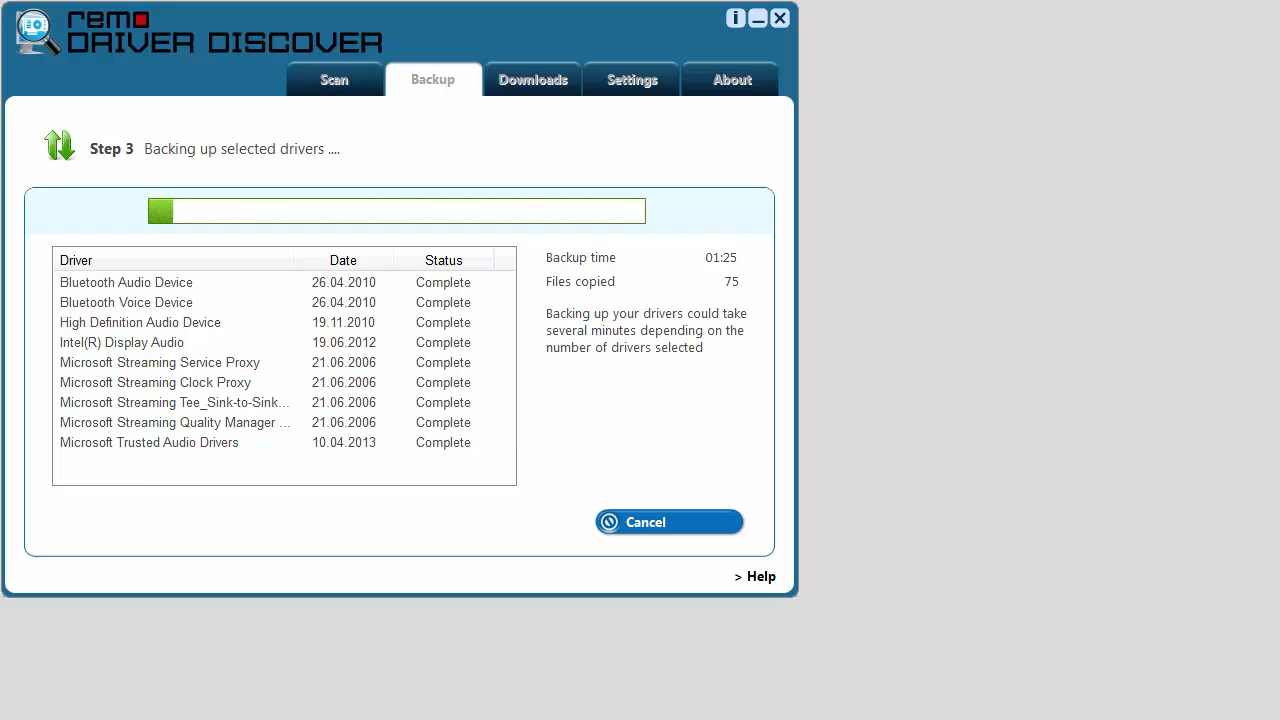 remo
DRIVER DISCOVER
Scan
Backup
Downloads
Settings
About
Step 3 Backing up selected drivers ....
Driver Date Status
Bluetooth Audio Device 26.04.2010 Complete
Bluetooth Voice Device 26.04.2010 Complete
High Definition Audio Device 19.11.2010 Complete
Intel(R) Display Audio 19.06.2012 Complete
Microsoft Streaming Service Proxy 21.06.2006 Complete
Microsoft Streaming Clock Proxy 21.06.2006 Complete
Microsoft Streaming Tee_Sink-to-Sink... 21.06.2006 Complete
Microsoft Streaming Quality Manager ... 21.06.2006 Complete
Microsoft Trusted Audio Drivers 10.04.2013 Complete
Backup time 01:25
Files copied 75
Backing up your drivers could take
several minutes depending on the
number of drivers selected
Cancel
> Help